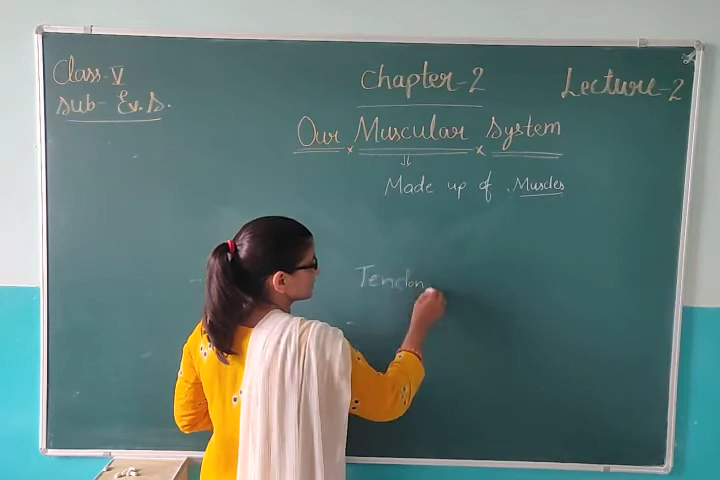 Class-V
Sub- Ev.S.
Chapter-2
Lecture-2
Our Muscular System
Made up of Muscles
Tendon